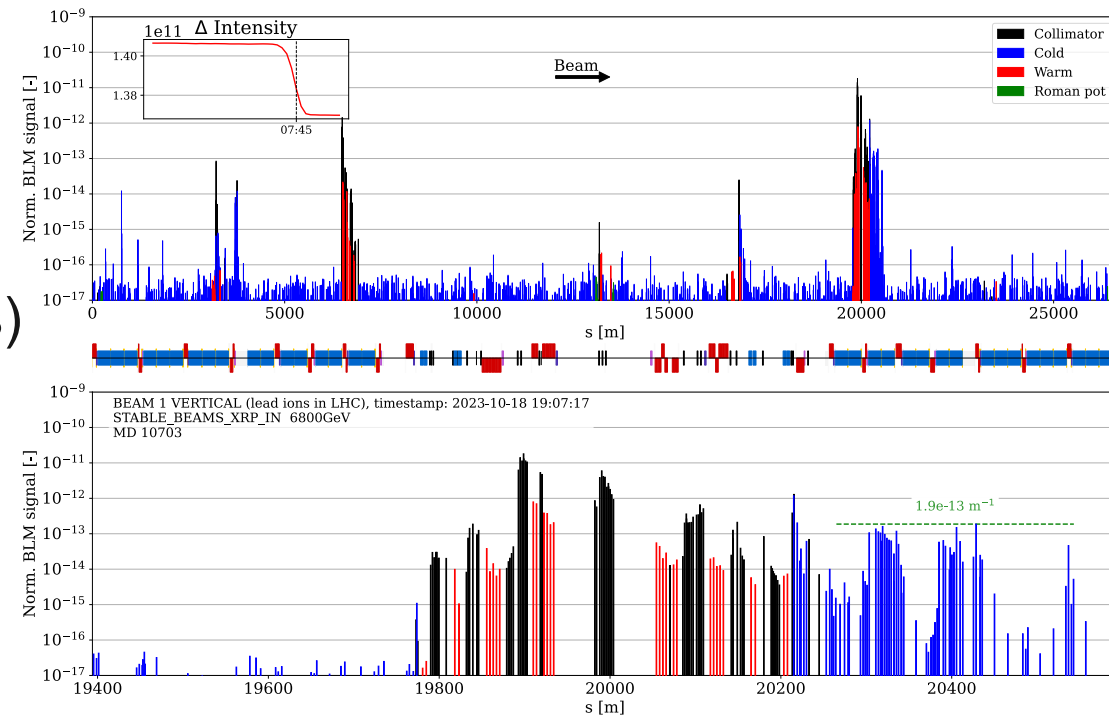 10⁻⁹
1e11 Δ Intensity
1.40
1.38
07:45
Beam
Collimator
Cold
Warm
Roman pot
10⁻¹⁰
10⁻¹¹
10⁻¹²
10⁻¹³
10⁻¹⁴
10⁻¹⁵
10⁻¹⁶
10⁻¹⁷
Norm. BLM signal [-]
0 5000 10000 15000 20000 25000
s [m]
)
10⁻⁹
BEAM 1 VERTICAL (lead ions in LHC), timestamp: 2023-10-18 19:07:17
STABLE_BEAMS_XRP_IN 6800GeV
MD 10703
10⁻¹⁰
10⁻¹¹
10⁻¹²
1.9e-13 m⁻¹
10⁻¹³
10⁻¹⁴
10⁻¹⁵
10⁻¹⁶
10⁻¹⁷
Norm. BLM signal [-]
19400 19600 19800 20000 20200 20400
s [m]